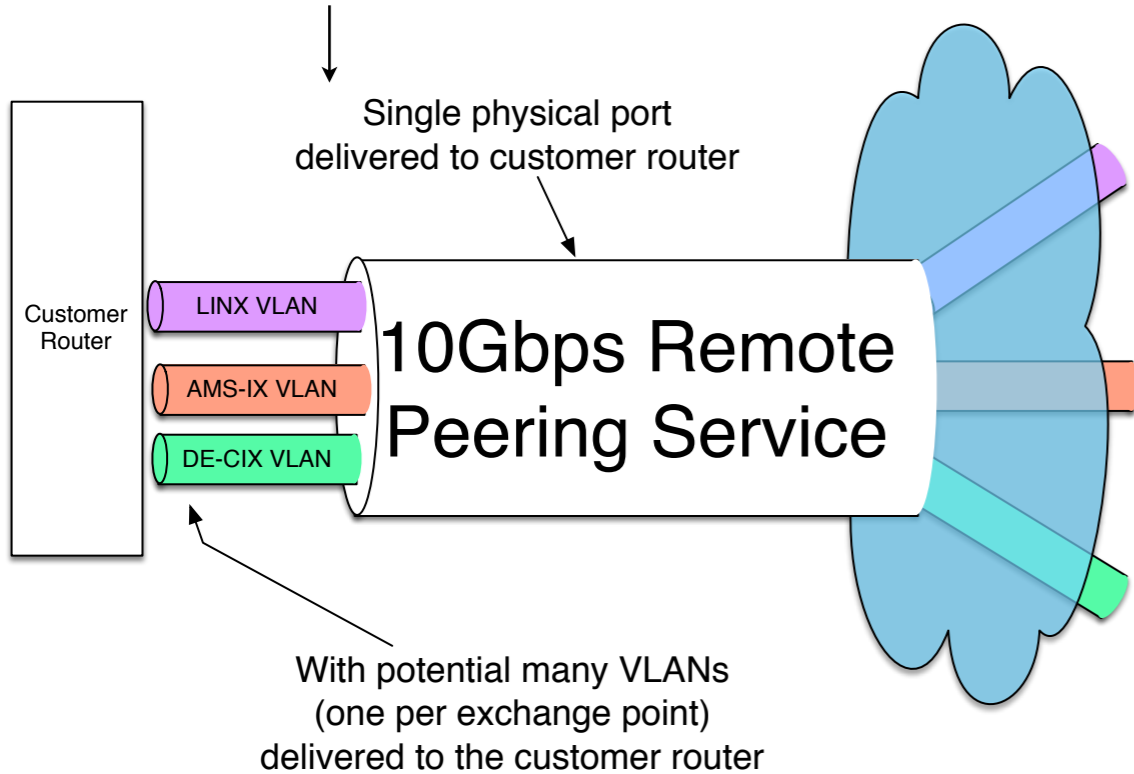 Single physical port
delivered to customer router
Customer
Router
LINX VLAN
AMS-IX VLAN
DE-CIX VLAN
10Gbps Remote
Peering Service
With potential many VLANs
(one per exchange point)
delivered to the customer router